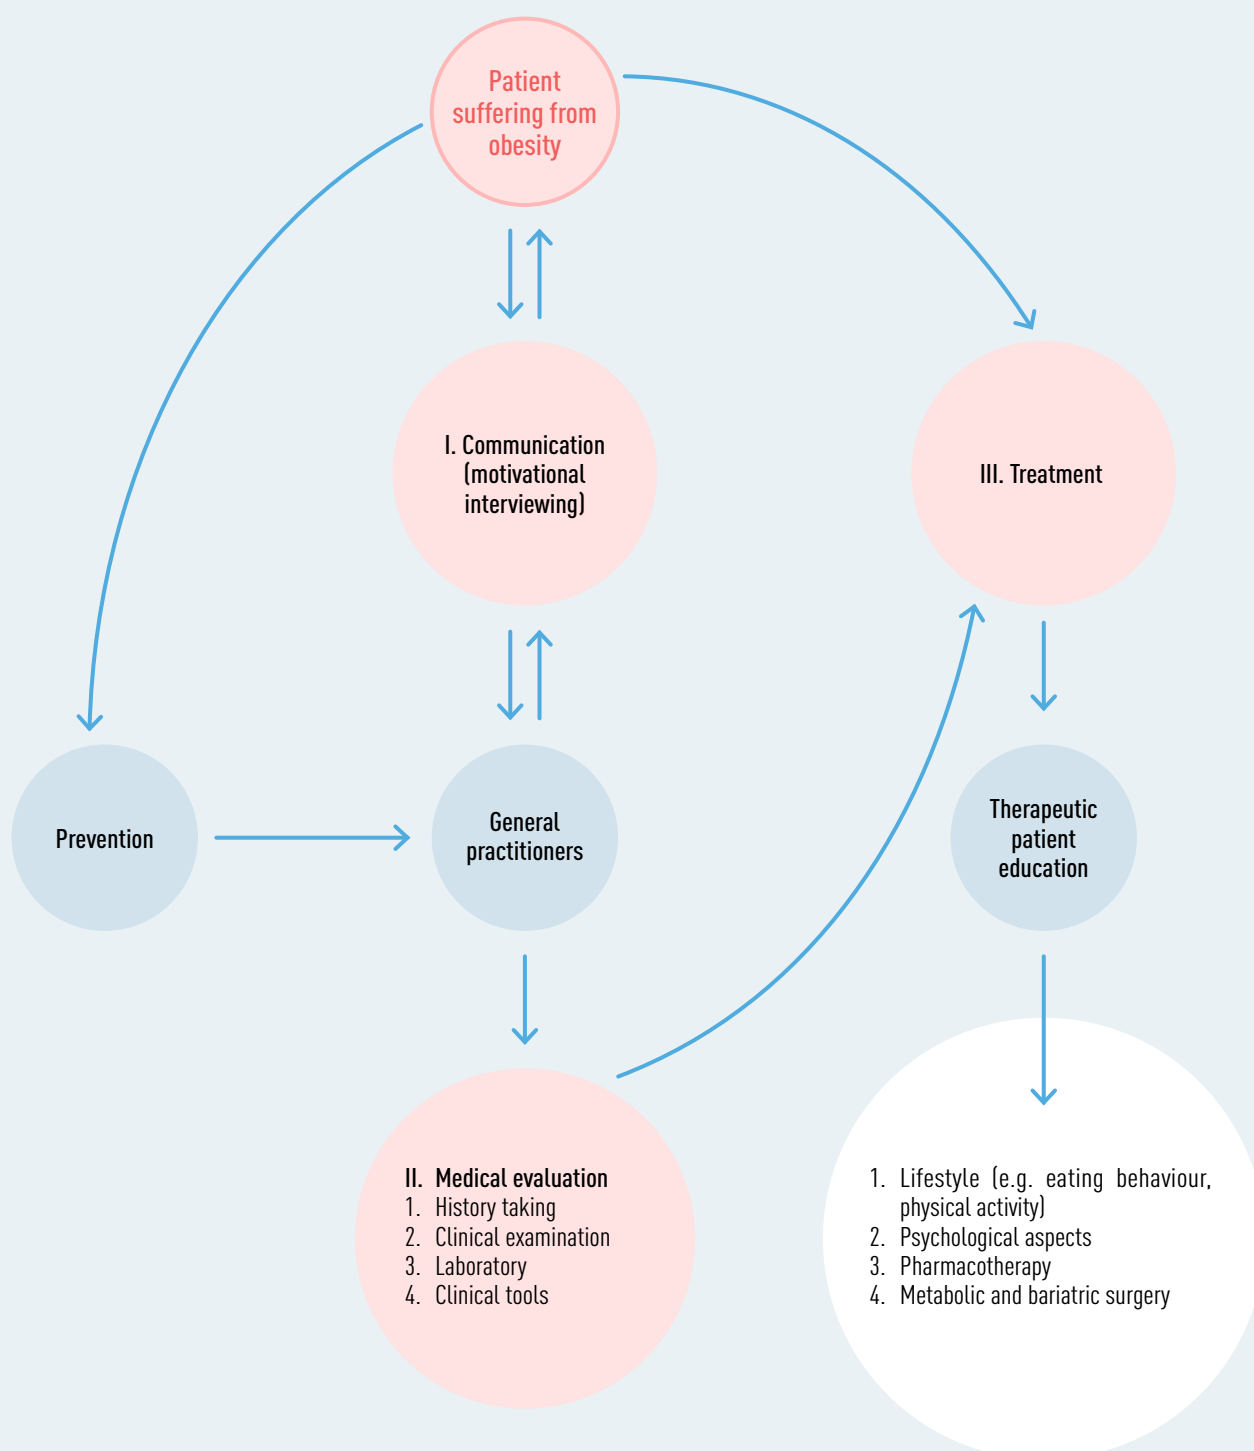 Patient
suffering from
obesity
I. Communication
(motivational
interviewing)
III. Treatment
Prevention
General
practitioners
Therapeutic
patient
education
II. Medical evaluation
1. History taking
2. Clinical examination
3. Laboratory
4. Clinical tools
1. Lifestyle (e.g. eating behaviour,
physical activity)
2. Psychological aspects
3. Pharmacotherapy
4. Metabolic and bariatric surgery